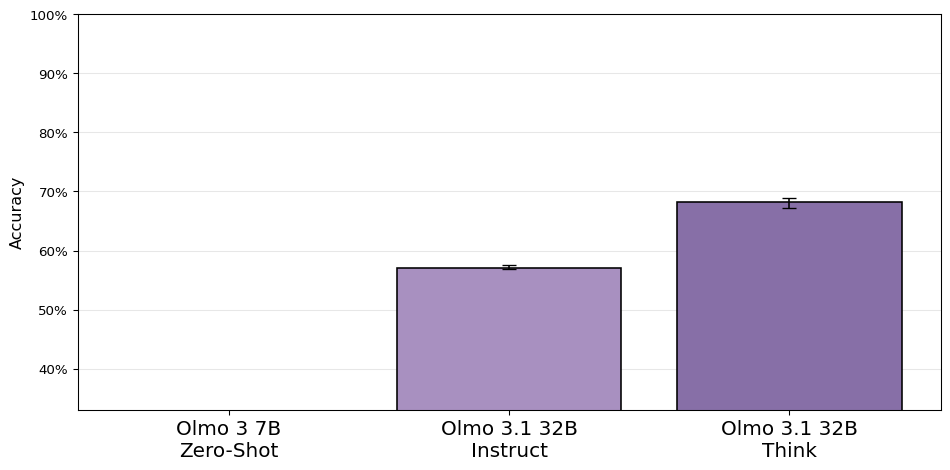 100%
90%
80%
70%
60%
50%
40%
Accuracy
Olmo 3 7B
Zero-Shot
Olmo 3.1 32B
Instruct
Olmo 3.1 32B
Think